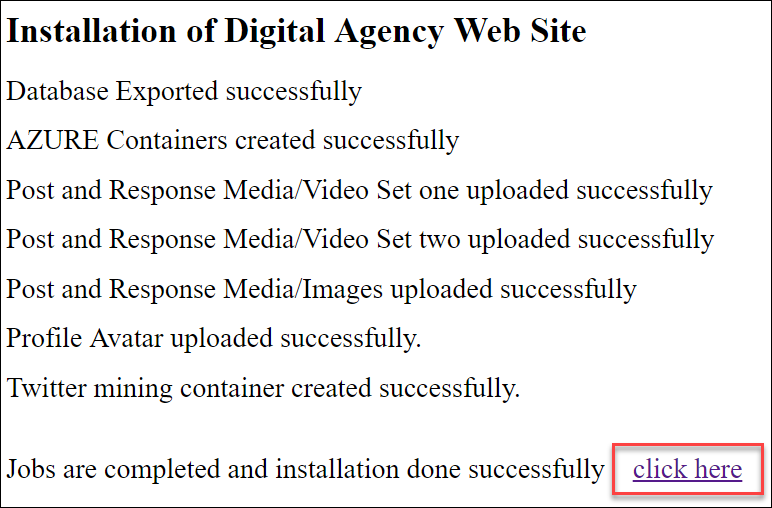 Installation of Digital Agency Web Site
Database Exported successfully
AZURE Containers created successfully
Post and Response Media/Video Set one uploaded successfully
Post and Response Media/Video Set two uploaded successfully
Post and Response Media/Images uploaded successfully
Profile Avatar uploaded successfully.
Twitter mining container created successfully.
Jobs are completed and installation done successfully click here